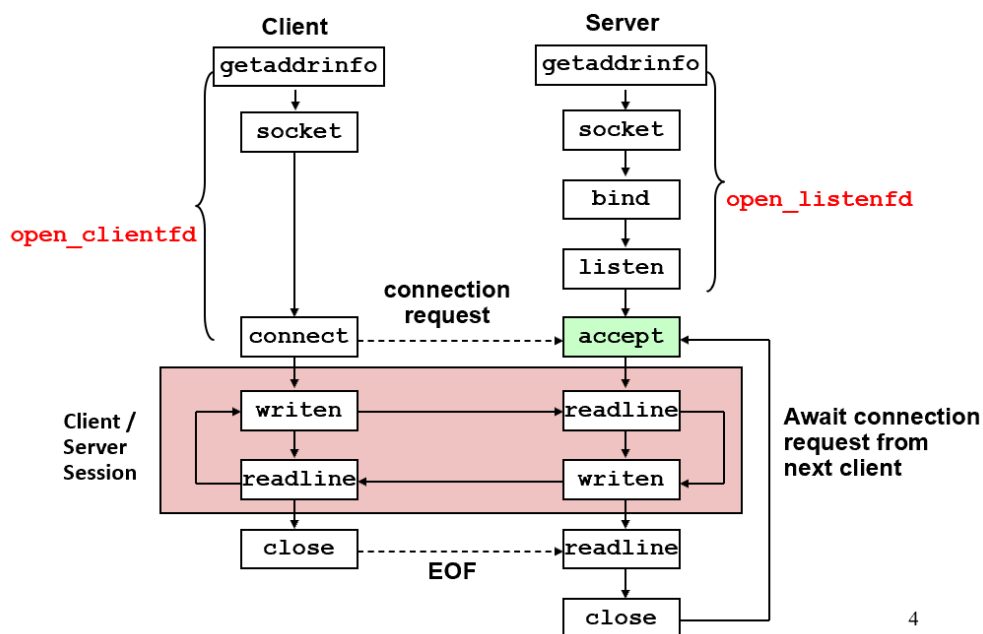 Client
Server
getaddrinfo
getaddrinfo
socket
socket
bind
open_listenfd
open_clientfd
listen
connection
request
connect
accept
Client /
Server
Session
writen
readline
Await connection
request from
next client
readline
writen
close
readline
EOF
close
4